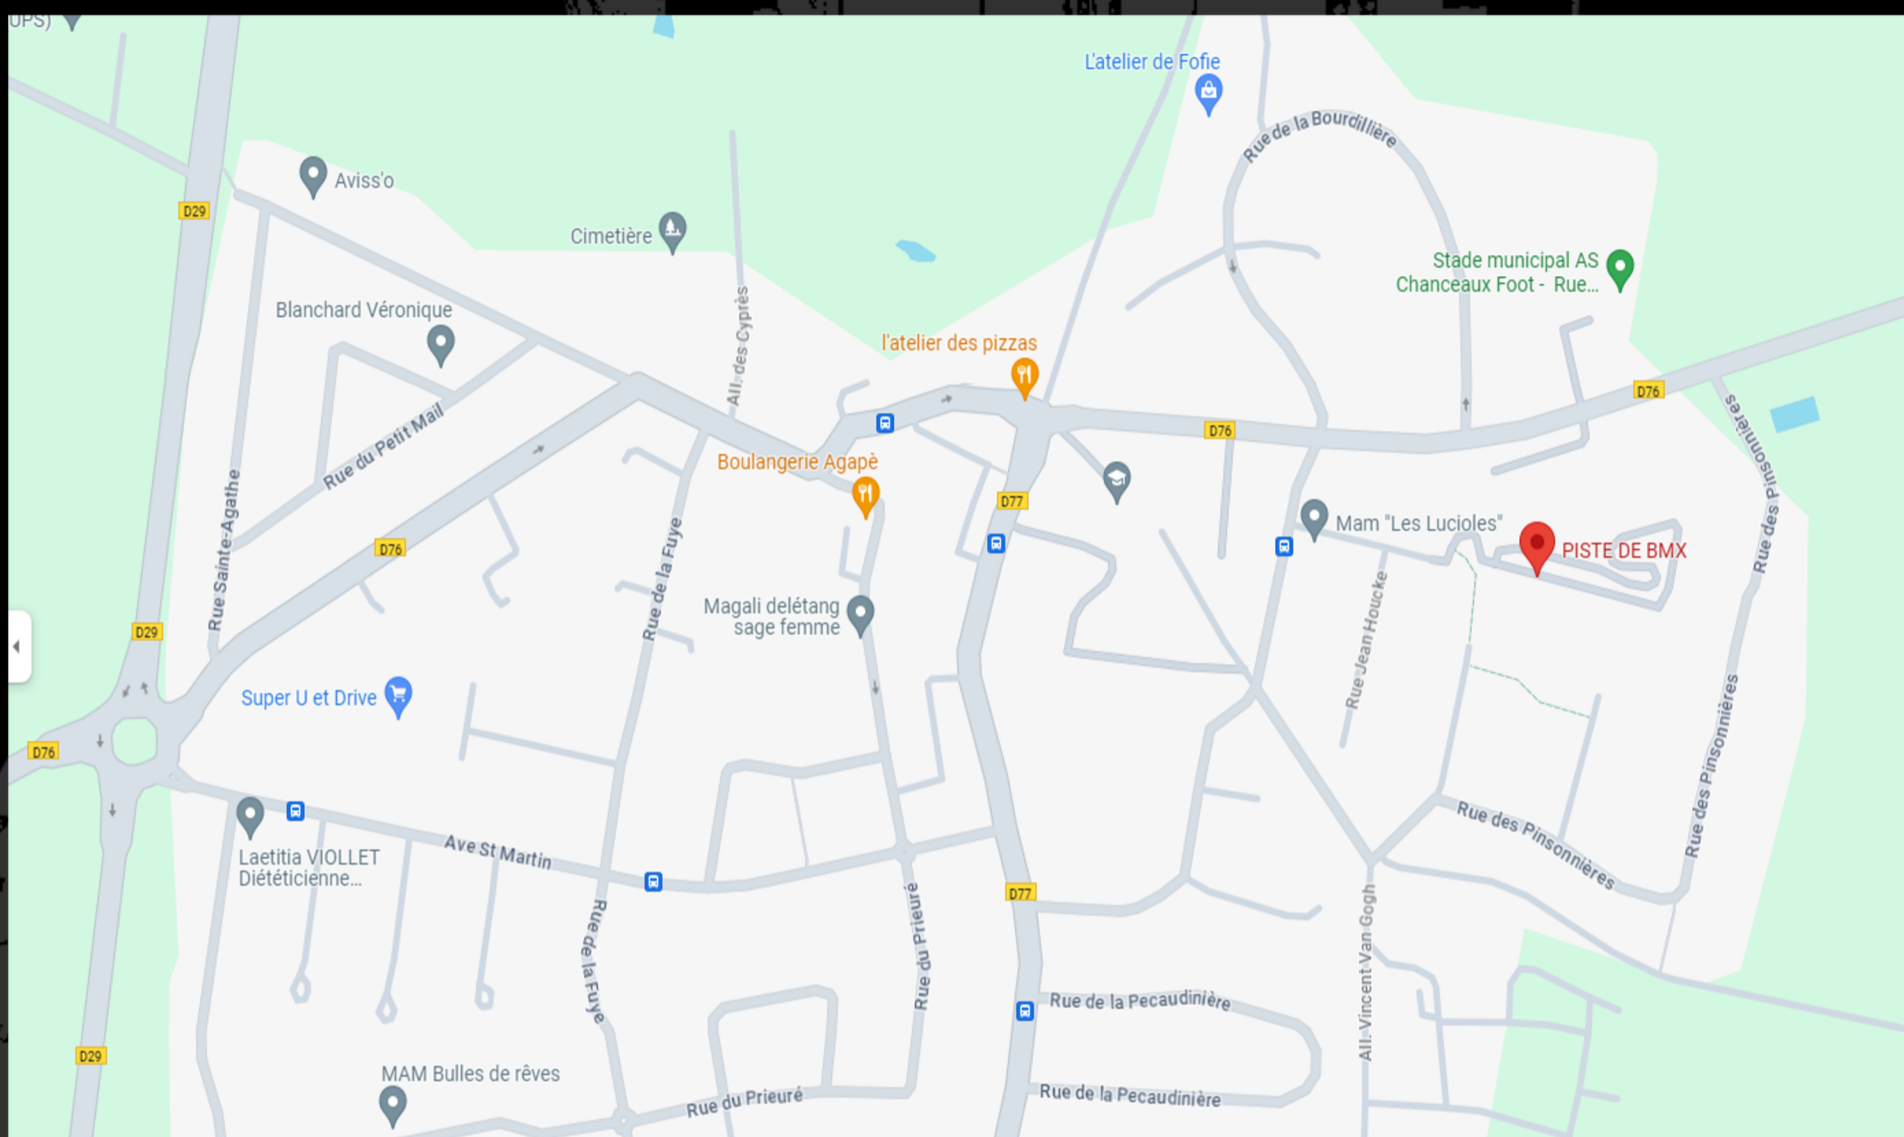 UPS)
L'atelier de Fofie
Rue de la Bourdillière
Aviss'o
D29
Cimetière
Stade municipal AS
Chanceaux Foot - Rue...
Blanchard Véronique
All. des Cyprès
l'atelier des pizzas
D76
D76
Rue du Petit Mail
Boulangerie Agapè
Rue des Pinsonnières
Rue Sainte-Agathe
D77
Mam "Les Lucioles"
PISTE DE BMX
D76
Rue de la Fuye
Magali delétang
sage femme
Rue Jean Houcke
D29
Super U et Drive
D76
Rue des Pinsonnières
Ave St Martin
Rue des Pinsonnières
Laetitia VIOLLET
Diététicienne...
D77
Rue de la Fuye
Rue du Prieuré
All. Vincent Van Gogh
Rue de la Pecaudinière
D29
MAM Bulles de rêves
Rue du Prieuré
Rue de la Pecaudinière